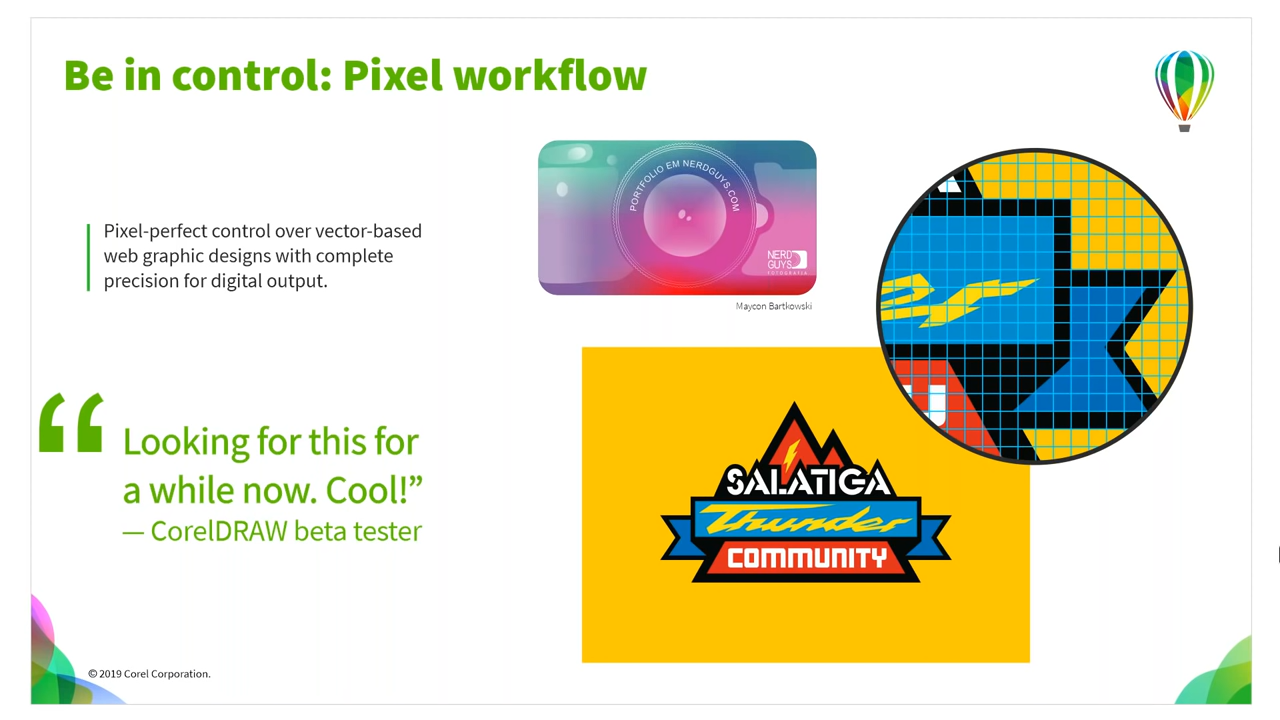 Be in control: Pixel workflow
Pixel-perfect control over vector-based
web graphic designs with complete
precision for digital output.
PORTFOLIO EM NERDGUYS.COM
NERD
GUYS
FOTOGRAFIA
Maycon Bartkowski
“Looking for this for
a while now. Cool!”
— CorelDRAW beta tester
SALATIGA
Thunder
COMMUNITY
© 2019 Corel Corporation.